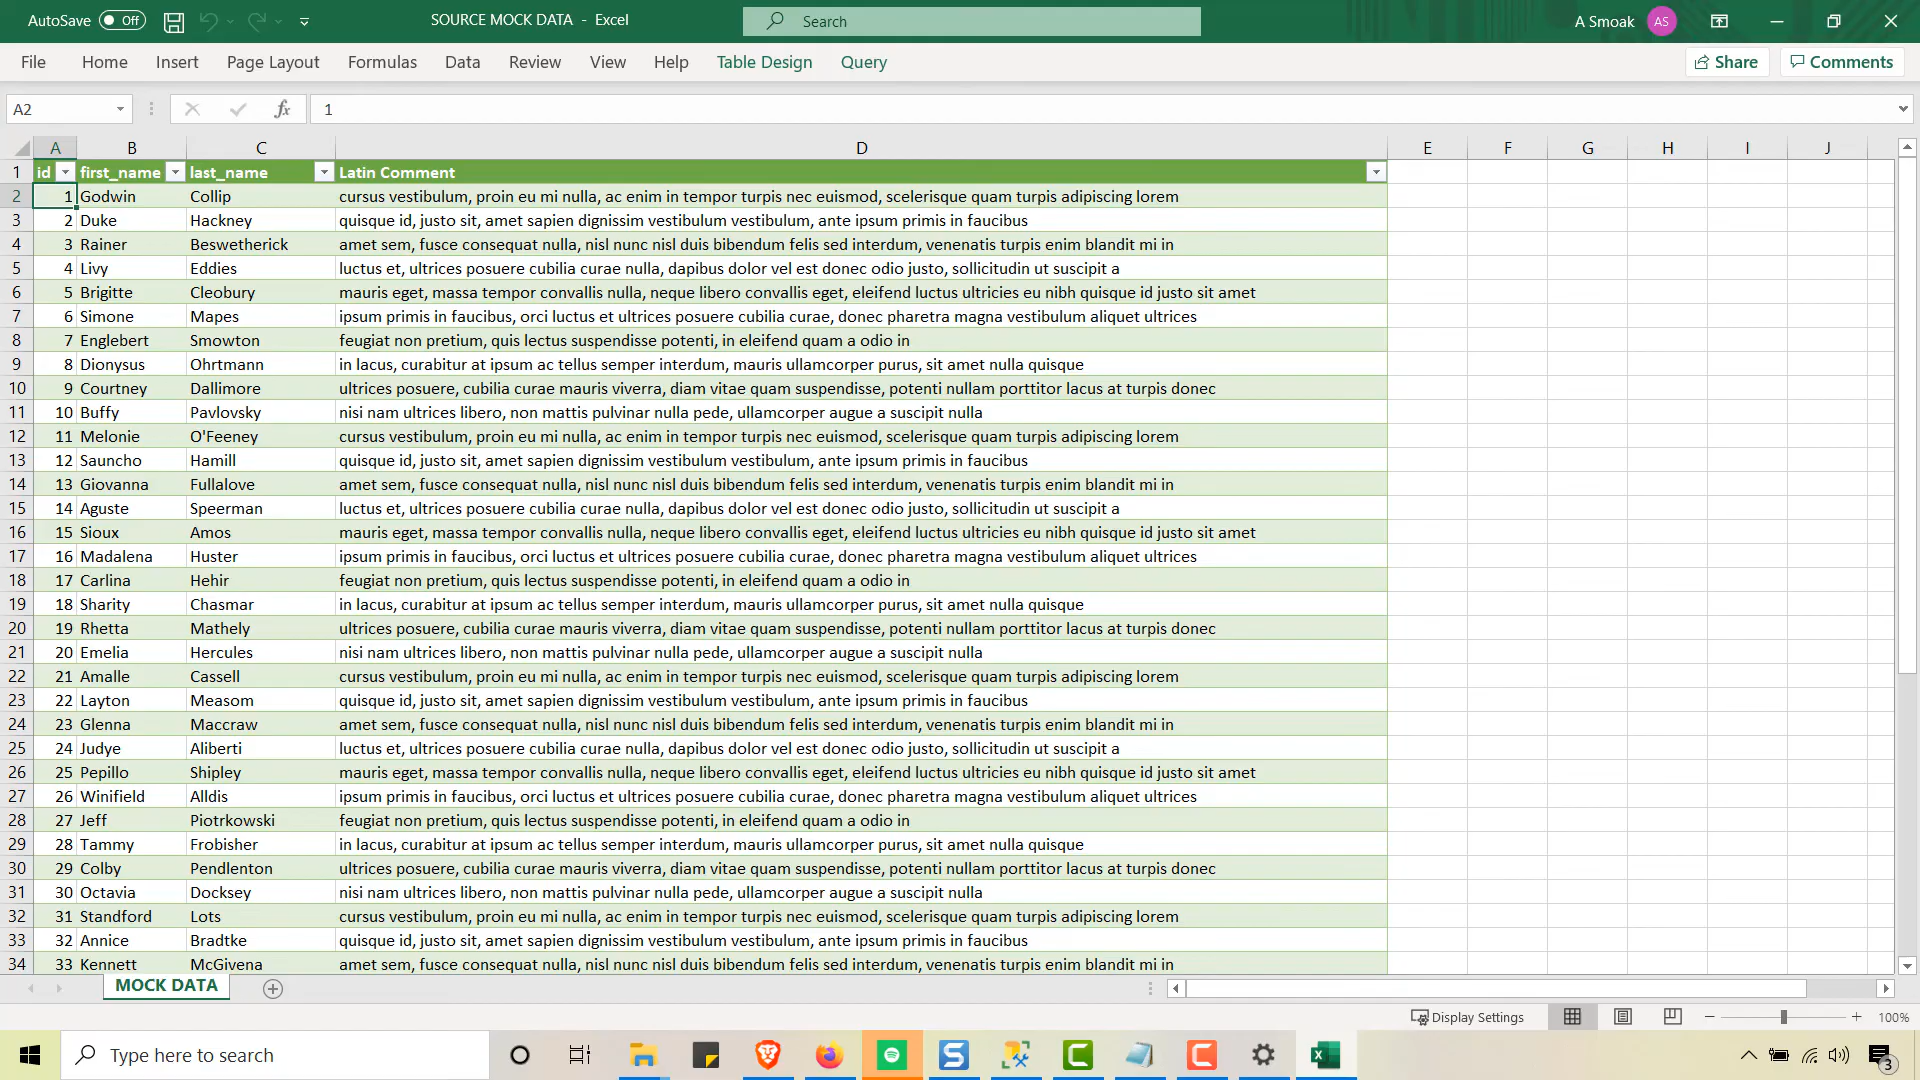 AutoSave Off SOURCE MOCK DATA - Excel Search A Smoak AS
File Home Insert Page Layout Formulas Data Review View Help Table Design Query Share Comments
A2 fx 1
A B C D E F G H I J
1 id first_name last_name Latin Comment
2 1 Godwin Collip cursus vestibulum, proin eu mi nulla, ac enim in tempor turpis nec euismod, scelerisque quam turpis adipiscing lorem
3 2 Duke Hackney quisque id, justo sit, amet sapien dignissim vestibulum vestibulum, ante ipsum primis in faucibus
4 3 Rainer Beswetherick amet sem, fusce consequat nulla, nisl nunc nisl duis bibendum felis sed interdum, venenatis turpis enim blandit mi in
5 4 Livy Eddies luctus et, ultrices posuere cubilia curae nulla, dapibus dolor vel est donec odio justo, sollicitudin ut suscipit a
6 5 Brigitte Cleobury mauris eget, massa tempor convallis nulla, neque libero convallis eget, eleifend luctus ultricies eu nibh quisque id justo sit amet
7 6 Simone Mapes ipsum primis in faucibus, orci luctus et ultrices posuere cubilia curae, donec pharetra magna vestibulum aliquet ultrices
8 7 Englebert Smowton feugiat non pretium, quis lectus suspendisse potenti, in eleifend quam a odio in
9 8 Dionysus Ohrtmann in lacus, curabitur at ipsum ac tellus semper interdum, mauris ullamcorper purus, sit amet nulla quisque
10 9 Courtney Dallimore ultrices posuere, cubilia curae mauris viverra, diam vitae quam suspendisse, potenti nullam porttitor lacus at turpis donec
11 10 Buffy Pavlovsky nisi nam ultrices libero, non mattis pulvinar nulla pede, ullamcorper augue a suscipit nulla
12 11 Melonie O'Feeney cursus vestibulum, proin eu mi nulla, ac enim in tempor turpis nec euismod, scelerisque quam turpis adipiscing lorem
13 12 Sauncho Hamill quisque id, justo sit, amet sapien dignissim vestibulum vestibulum, ante ipsum primis in faucibus
14 13 Giovanna Fullalove amet sem, fusce consequat nulla, nisl nunc nisl duis bibendum felis sed interdum, venenatis turpis enim blandit mi in
15 14 Aguste Speerman luctus et, ultrices posuere cubilia curae nulla, dapibus dolor vel est donec odio justo, sollicitudin ut suscipit a
16 15 Sioux Amos mauris eget, massa tempor convallis nulla, neque libero convallis eget, eleifend luctus ultricies eu nibh quisque id justo sit amet
17 16 Madalena Huster ipsum primis in faucibus, orci luctus et ultrices posuere cubilia curae, donec pharetra magna vestibulum aliquet ultrices
18 17 Carlina Hehir feugiat non pretium, quis lectus suspendisse potenti, in eleifend quam a odio in
19 18 Sharity Chasmar in lacus, curabitur at ipsum ac tellus semper interdum, mauris ullamcorper purus, sit amet nulla quisque
20 19 Rhetta Mathely ultrices posuere, cubilia curae mauris viverra, diam vitae quam suspendisse, potenti nullam porttitor lacus at turpis donec
21 20 Emelia Hercules nisi nam ultrices libero, non mattis pulvinar nulla pede, ullamcorper augue a suscipit nulla
22 21 Amalle Cassell cursus vestibulum, proin eu mi nulla, ac enim in tempor turpis nec euismod, scelerisque quam turpis adipiscing lorem
23 22 Layton Measom quisque id, justo sit, amet sapien dignissim vestibulum vestibulum, ante ipsum primis in faucibus
24 23 Glenna Maccraw amet sem, fusce consequat nulla, nisl nunc nisl duis bibendum felis sed interdum, venenatis turpis enim blandit mi in
25 24 Judye Aliberti luctus et, ultrices posuere cubilia curae nulla, dapibus dolor vel est donec odio justo, sollicitudin ut suscipit a
26 25 Pepillo Shipley mauris eget, massa tempor convallis nulla, neque libero convallis eget, eleifend luctus ultricies eu nibh quisque id justo sit amet
27 26 Winifield Alldis ipsum primis in faucibus, orci luctus et ultrices posuere cubilia curae, donec pharetra magna vestibulum aliquet ultrices
28 27 Jeff Piotrkowski feugiat non pretium, quis lectus suspendisse potenti, in eleifend quam a odio in
29 28 Tammy Frobisher in lacus, curabitur at ipsum ac tellus semper interdum, mauris ullamcorper purus, sit amet nulla quisque
30 29 Colby Pendlenton ultrices posuere, cubilia curae mauris viverra, diam vitae quam suspendisse, potenti nullam porttitor lacus at turpis donec
31 30 Octavia Docksey nisi nam ultrices libero, non mattis pulvinar nulla pede, ullamcorper augue a suscipit nulla
32 31 Standford Lots cursus vestibulum, proin eu mi nulla, ac enim in tempor turpis nec euismod, scelerisque quam turpis adipiscing lorem
33 32 Annice Bradtke quisque id, justo sit, amet sapien dignissim vestibulum vestibulum, ante ipsum primis in faucibus
34 33 Kennett McGivena amet sem, fusce consequat nulla, nisl nunc nisl duis bibendum felis sed interdum, venenatis turpis enim blandit mi in
MOCK DATA
Display Settings 100%
Type here to search 3